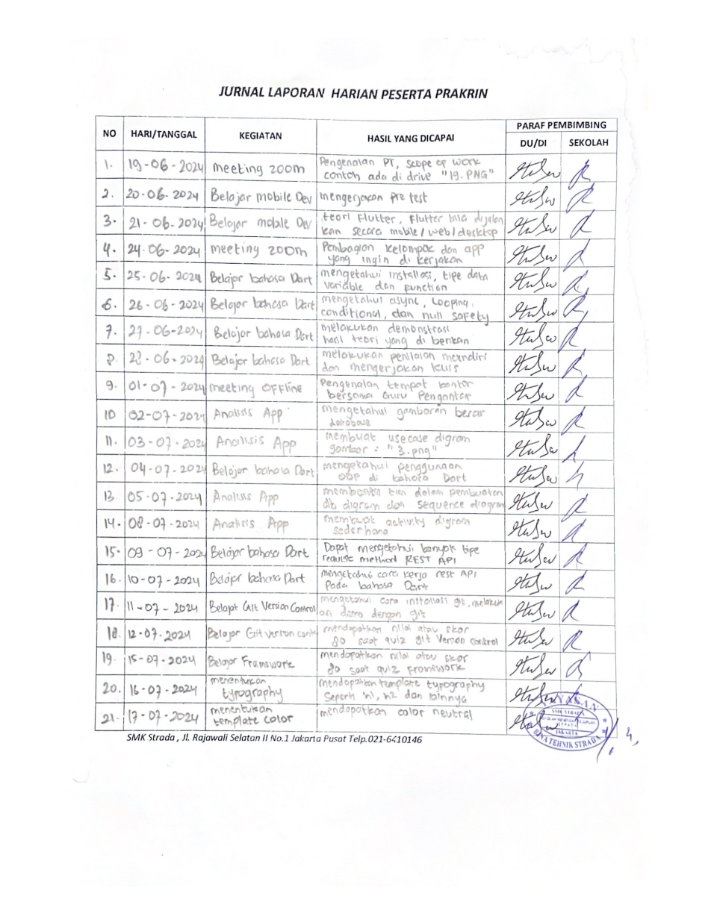 JURNAL LAPORAN HARIAN PESERTA PRAKRIN
NO HARI/TANGGAL KEGIATAN HASIL YANG DICAPAI PARAF PEMBIMBING
DU/DI SEKOLAH
1. 19-06-2024 meeting zoom Pengenalan PT, scope of work
contoh ada di drive "19.PNG"
2. 20-06-2024 Belajar mobile Dev mengerjakan pre test
3. 21-06-2024 Belajar mobile Dev teori Flutter, Flutter bisa dijalan
kan secara mobile/web/desktop
4. 24-06-2024 meeting zoom Pembagian kelompok dan app
yang ingin di kerjakan
5. 25-06-2024 Belajar bahasa Dart mengetahui installasi, tipe data
variable dan function
6. 26-06-2024 Belajar bahasa Dart mengetahui async, looping,
conditional, dan null safety
7. 27-06-2024 Belajar bahasa Dart melakukan demonstrasi
hasil teori yang di berikan
8. 28-06-2024 Belajar bahasa Dart melakukan penilaian mandiri
dan mengerjakan kuis
9. 01-07-2024 meeting offline Pengenalan tempat kantor
bersama Guru Pengantar
10 02-07-2024 Analisis App mengetahui gambaran besar
database
11. 03-07-2024 Analisis App membuat usecase digram
gambar : "3.png"
12. 04-07-2024 Belajar bahasa Dart mengetahui penggunaan
OOP di bahasa Dart
13 05-07-2024 Analisis App membantu tim dalam pembuatan
db digram dan sequence diagram
14. 08-07-2024 Analisis App membuat activity digram
sederhana
15. 09-07-2024 Belajar bahasa Dart Dapat mengetahui banyak tipe
method REST API
16. 10-07-2024 Belajar bahasa Dart mengetahui cara kerja rest API
Pada bahasa Dart
17. 11-07-2024 Belajar Git Version Control mengetahui cara installasi git, melakuk
an demo dengan git
18. 12-07-2024 Belajar Git version control mendapatkan nilai atau skor
80 saat quiz git Version control
19. 15-07-2024 Belajar Framework mendapatkan nilai atau skor
80 saat quiz framework
20. 16-07-2024 menentukan
typography mendapatkan template typography
Seperti h1, h2 dan lainnya
21. 17-07-2024 menentukan
template color mendapatkan color neutral
SMK Strada, Jl. Rajawali Selatan II No.1 Jakarta Pusat Telp.021-6410146
JAKARTA
TEHNIK STRADA